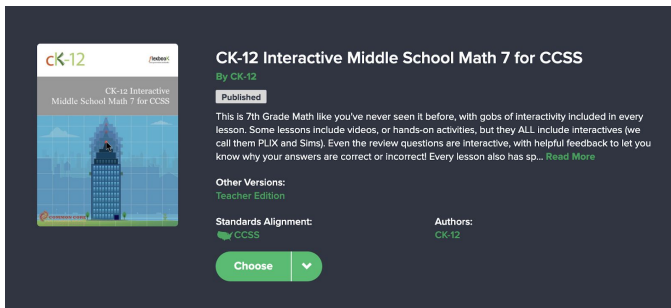 cK-12
flexbook
CK-12 Interactive
Middle School Math 7 for CCSS
CK-12 Interactive Middle School Math 7 for CCSS
By CK-12
Published
This is 7th Grade Math like you've never seen it before, with gobs of interactivity included in every
lesson. Some lessons include videos, or hands-on activities, but they ALL include interactives (we
call them PLIX and Sims). Even the review questions are interactive, with helpful feedback to let you
know why your answers are correct or incorrect! Every lesson also has sp... Read More
Other Versions:
Teacher Edition
Standards Alignment:
CCSS
Authors:
CK-12
Choose